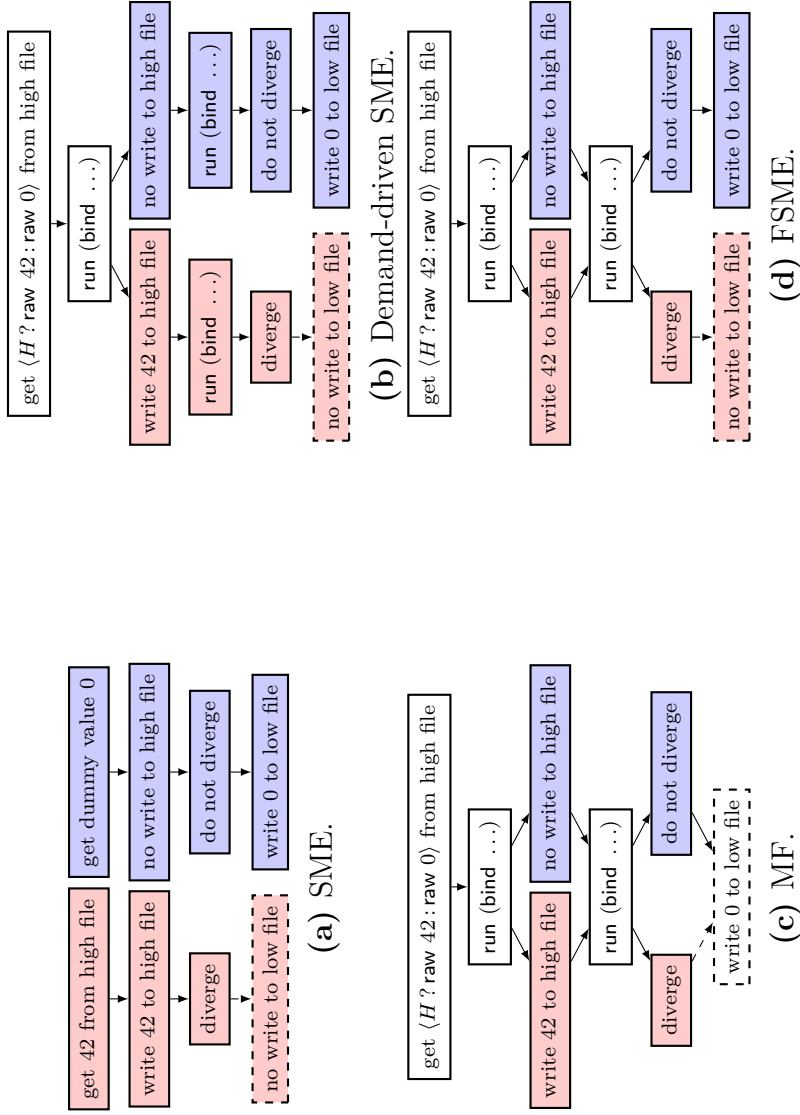 get 42 from high file
get dummy value 0
write 42 to high file
no write to high file
diverge
do not diverge
no write to low file
write 0 to low file
(a) SME.
get ⟨H ? raw 42 : raw 0⟩ from high file
run (bind ...)
write 42 to high file
no write to high file
run (bind ...)
run (bind ...)
diverge
do not diverge
no write to low file
write 0 to low file
(b) Demand-driven SME.
get ⟨H ? raw 42 : raw 0⟩ from high file
run (bind ...)
write 42 to high file
no write to high file
run (bind ...)
diverge
do not diverge
write 0 to low file
(c) MF.
get ⟨H ? raw 42 : raw 0⟩ from high file
run (bind ...)
write 42 to high file
no write to high file
run (bind ...)
diverge
do not diverge
no write to low file
write 0 to low file
(d) FSME.